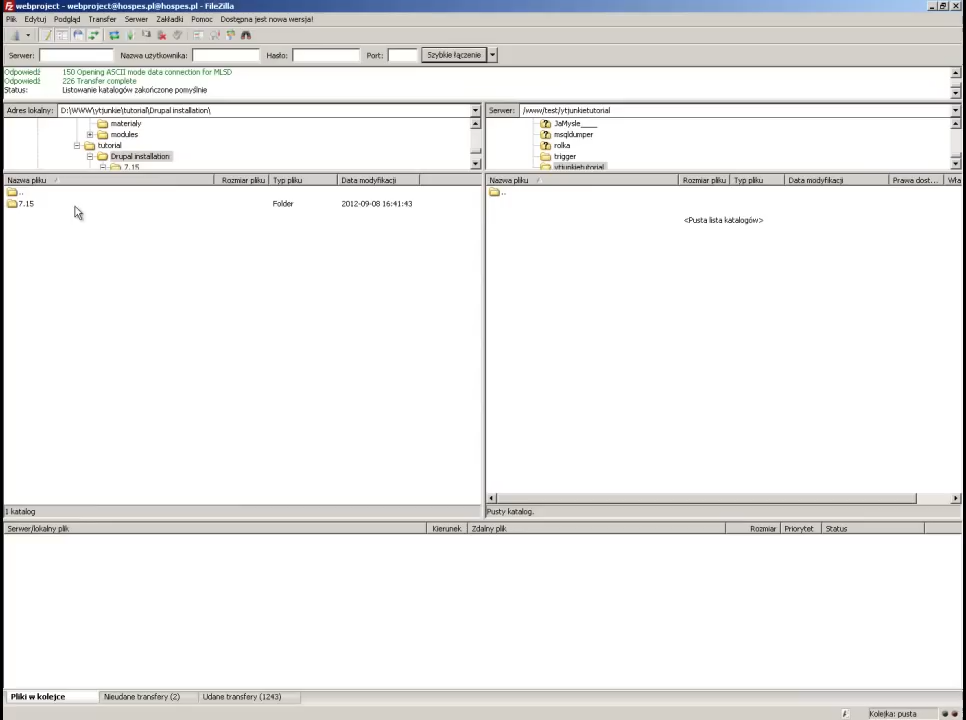 webproject - webproject@hospes.pl@hospes.pl - FileZilla
Plik Edytuj Podgląd Transfer Serwer Zakładki Pomoc Dostępna jest nowa wersja!
Serwer: Nazwa użytkownika: Hasło: Port: Szybkie łączenie
Odpowiedź: 150 Opening ASCII mode data connection for MLSD
Odpowiedź: 226 Transfer complete
Status: Listowanie katalogów zakończone pomyślnie
Adres lokalny: D:\WWW\ytjunkie\tutorial\Drupal installation\
materialy
modules
tutorial
Drupal installation
7.15
Serwer: /www/test/ytjunkietutorial
JaMysle____
msqldumper
rolka
trigger
ytjunkietutorial
Nazwa pliku Rozmiar pliku Typ pliku Data modyfikacji
..
7.15 Folder 2012-09-08 16:41:43
1 katalog
Nazwa pliku Rozmiar pliku Typ pliku Data modyfikacji Prawa dost... Wła
..
<Pusta lista katalogów>
Pusty katalog.
Serwer/lokalny plik Kierunek Zdalny plik Rozmiar Priorytet Status
Pliki w kolejce Nieudane transfery (2) Udane transfery (1243)
Kolejka: pusta